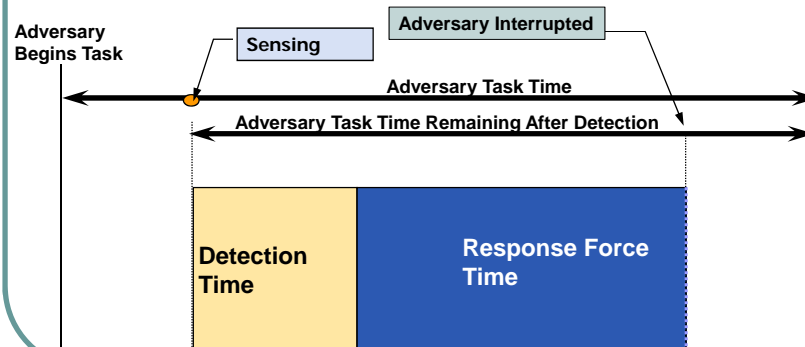 Adversary
Begins Task
Sensing
Adversary Interrupted
Adversary Task Time
Adversary Task Time Remaining After Detection
Detection
Time
Response Force
Time